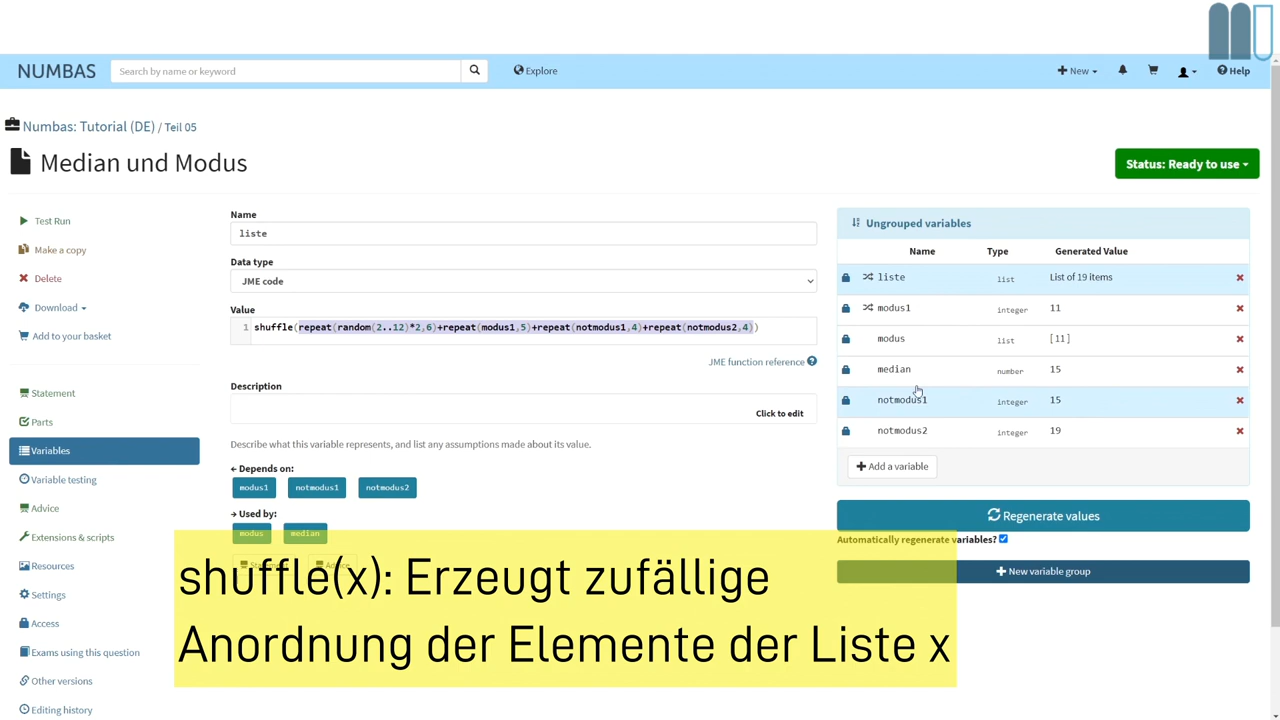 NUMBAS
Search by name or keyword
Explore
New
Help
Numbas: Tutorial (DE) / Teil 05
Median und Modus
Status: Ready to use
Test Run
Make a copy
Delete
Download
Add to your basket
Statement
Parts
Variables
Variable testing
Advice
Extensions & scripts
Resources
Settings
Access
Exams using this question
Other versions
Editing history
Name
liste
Data type
JME code
Value
1 shuffle(repeat(random(2..12)*2,6)+repeat(modus1,5)+repeat(notmodus1,4)+repeat(notmodus2,4))
JME function reference
Description
Click to edit
Describe what this variable represents, and list any assumptions made about its value.
← Depends on:
modus1 notmodus1 notmodus2
→ Used by:
modus median
Statement Advice
Ungrouped variables
Name Type Generated Value
liste list List of 19 items
modus1 integer 11
modus list [11]
median number 15
notmodus1 integer 15
notmodus2 integer 19
Add a variable
Regenerate values
Automatically regenerate variables?
New variable group
shuffle(x): Erzeugt zufällige
Anordnung der Elemente der Liste x